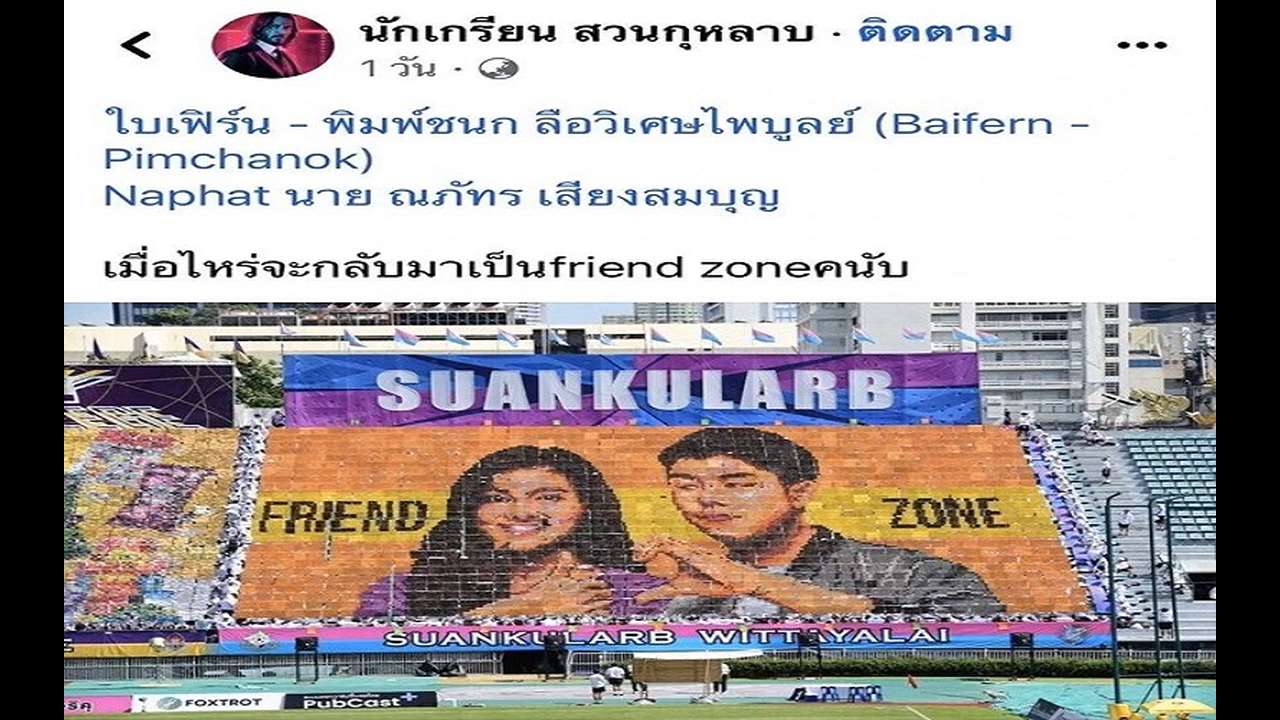 นักเกรียน สวนกุหลาบ · ติดตาม
1 วัน ·
ใบเฟิร์น - พิมพ์ชนก ลือวิเศษไพบูลย์ (Baifern -
Pimchanok)
Naphat นาย ณภัทร เสียงสมบุญ
เมื่อไหร่จะกลับมาเป็นfriend zoneคนับ
SUANKULARB
FRIEND ZONE
SUANKULARB WITTAYALAI
FOXTROT
PubCast